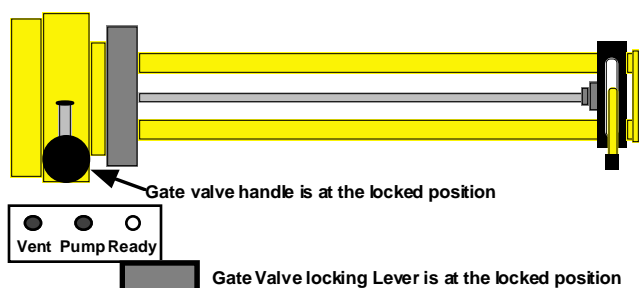 Gate valve handle is at the locked position
Vent Pump Ready
Gate Valve locking Lever is at the locked position